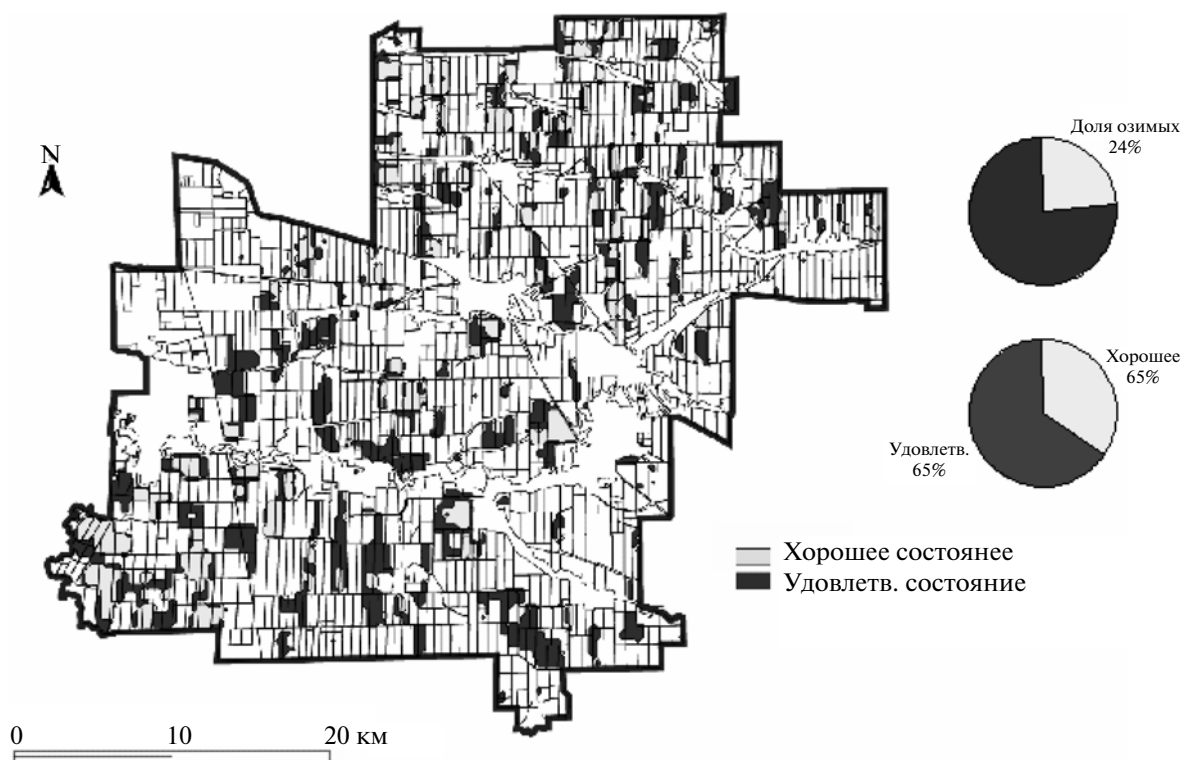 N
Доля озимых
24%
Хорошее
65%
Удовлетв.
65%
Хорошее состоянее
Удовлетв. состояние
0 10 20 км